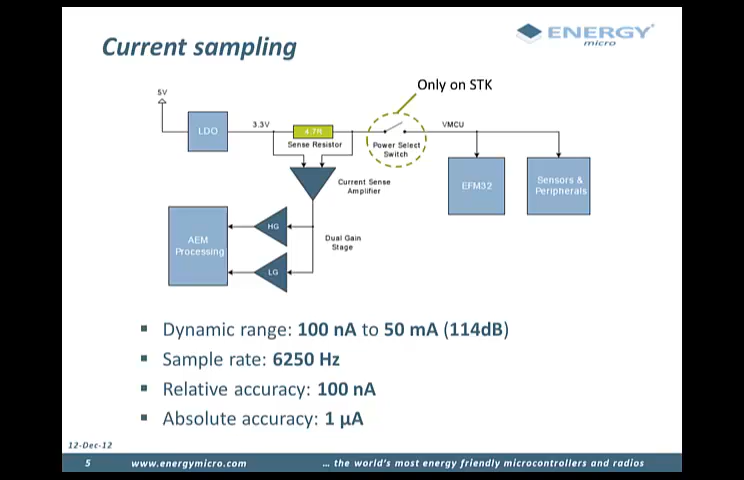 Current sampling
ENERGY
micro
Only on STK
5V
LDO
3.3V
4.7R
Sense Resistor
Power Select
Switch
VMCU
EFM32
Sensors &
Peripherals
Current Sense
Amplifier
AEM
Processing
HG
LG
Dual Gain
Stage
▪ Dynamic range: 100 nA to 50 mA (114dB)
▪ Sample rate: 6250 Hz
▪ Relative accuracy: 100 nA
▪ Absolute accuracy: 1 µA
12-Dec-12
5 www.energymicro.com ... the world's most energy friendly microcontrollers and radios